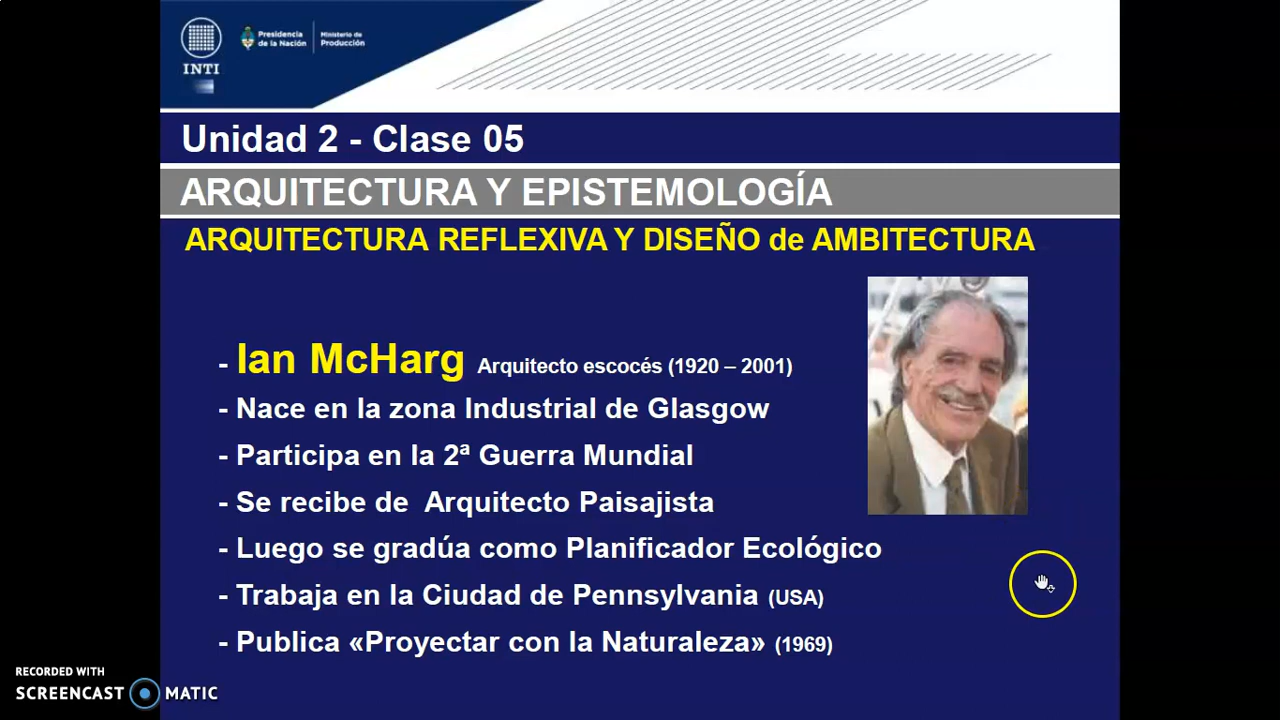 INTI
Presidencia
de la Nación
Ministerio de
Producción
Unidad 2 - Clase 05
ARQUITECTURA Y EPISTEMOLOGÍA
ARQUITECTURA REFLEXIVA Y DISEÑO de AMBITECTURA
- Ian McHarg Arquitecto escocés (1920 – 2001)
- Nace en la zona Industrial de Glasgow
- Participa en la 2ª Guerra Mundial
- Se recibe de Arquitecto Paisajista
- Luego se gradúa como Planificador Ecológico
- Trabaja en la Ciudad de Pennsylvania (USA)
- Publica «Proyectar con la Naturaleza» (1969)
RECORDED WITH
SCREENCAST MATIC